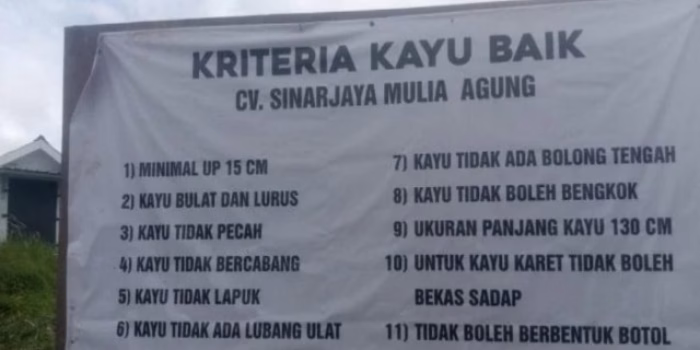 KRITERIA KAYU BAIK
CV. SINARJAYA MULIA AGUNG
1) MINIMAL UP 15 CM
2) KAYU BULAT DAN LURUS
3) KAYU TIDAK PECAH
4) KAYU TIDAK BERCABANG
5) KAYU TIDAK LAPUK
6) KAYU TIDAK ADA LUBANG ULAT
7) KAYU TIDAK ADA BOLONG TENGAH
8) KAYU TIDAK BOLEH BENGKOK
9) UKURAN PANJANG KAYU 130 CM
10) UNTUK KAYU KARET TIDAK BOLEH
BEKAS SADAP
11) TIDAK BOLEH BERBENTUK BOTOL